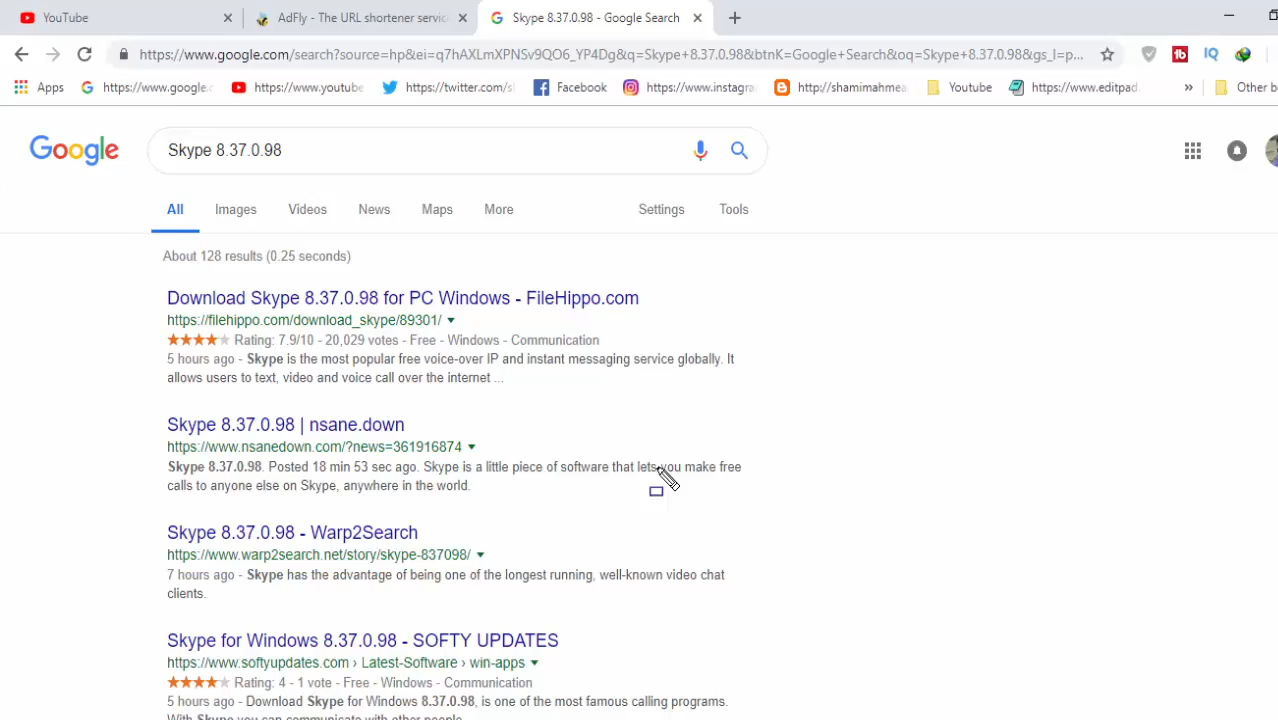 YouTube
AdFly - The URL shortener servic
Skype 8.37.0.98 - Google Search
https://www.google.com/search?source=hp&ei=q7hAXLmXPNSv9QO6_YP4Dg&q=Skype+8.37.0.98&btnK=Google+Search&oq=Skype+8.37.0.98&gs_l=p...
Apps
https://www.google.c
https://www.youtube
https://twitter.com/sl
Facebook
https://www.instagra
http://shamimahmea
Youtube
https://www.editpad.
»
Other b
Google
Skype 8.37.0.98
All Images Videos News Maps More Settings Tools
About 128 results (0.25 seconds)
Download Skype 8.37.0.98 for PC Windows - FileHippo.com
https://filehippo.com/download_skype/89301/
Rating: 7.9/10 - 20,029 votes - Free - Windows - Communication
5 hours ago - Skype is the most popular free voice-over IP and instant messaging service globally. It
allows users to text, video and voice call over the internet ...
Skype 8.37.0.98 | nsane.down
https://www.nsanedown.com/?news=361916874
Skype 8.37.0.98. Posted 18 min 53 sec ago. Skype is a little piece of software that lets you make free
calls to anyone else on Skype, anywhere in the world.
Skype 8.37.0.98 - Warp2Search
https://www.warp2search.net/story/skype-837098/
7 hours ago - Skype has the advantage of being one of the longest running, well-known video chat
clients.
Skype for Windows 8.37.0.98 - SOFTY UPDATES
https://www.softyupdates.com › Latest-Software › win-apps
Rating: 4 - 1 vote - Free - Windows - Communication
5 hours ago - Download Skype for Windows 8.37.0.98, is one of the most famous calling programs.
With Skype you can communicate with other people